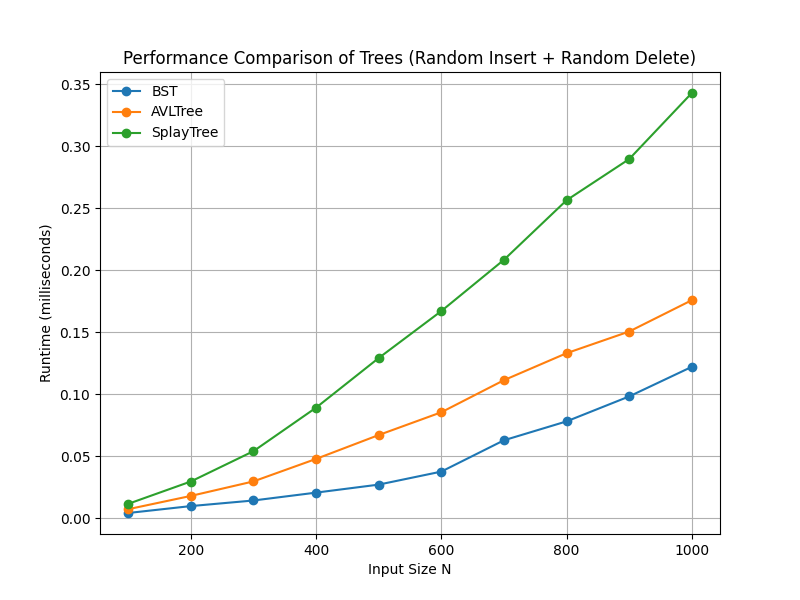 Performance Comparison of Trees (Random Insert + Random Delete)
BST
AVLTree
SplayTree
Runtime (milliseconds)
0.35
0.30
0.25
0.20
0.15
0.10
0.05
0.00
200
400
600
800
1000
Input Size N